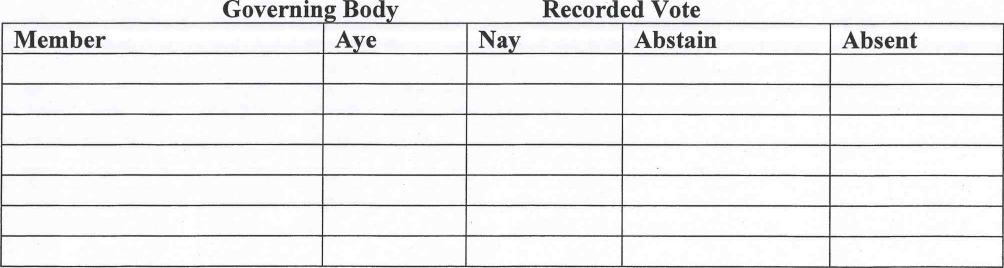 Governing Body Recorded Vote
Member Aye Nay Abstain Absent